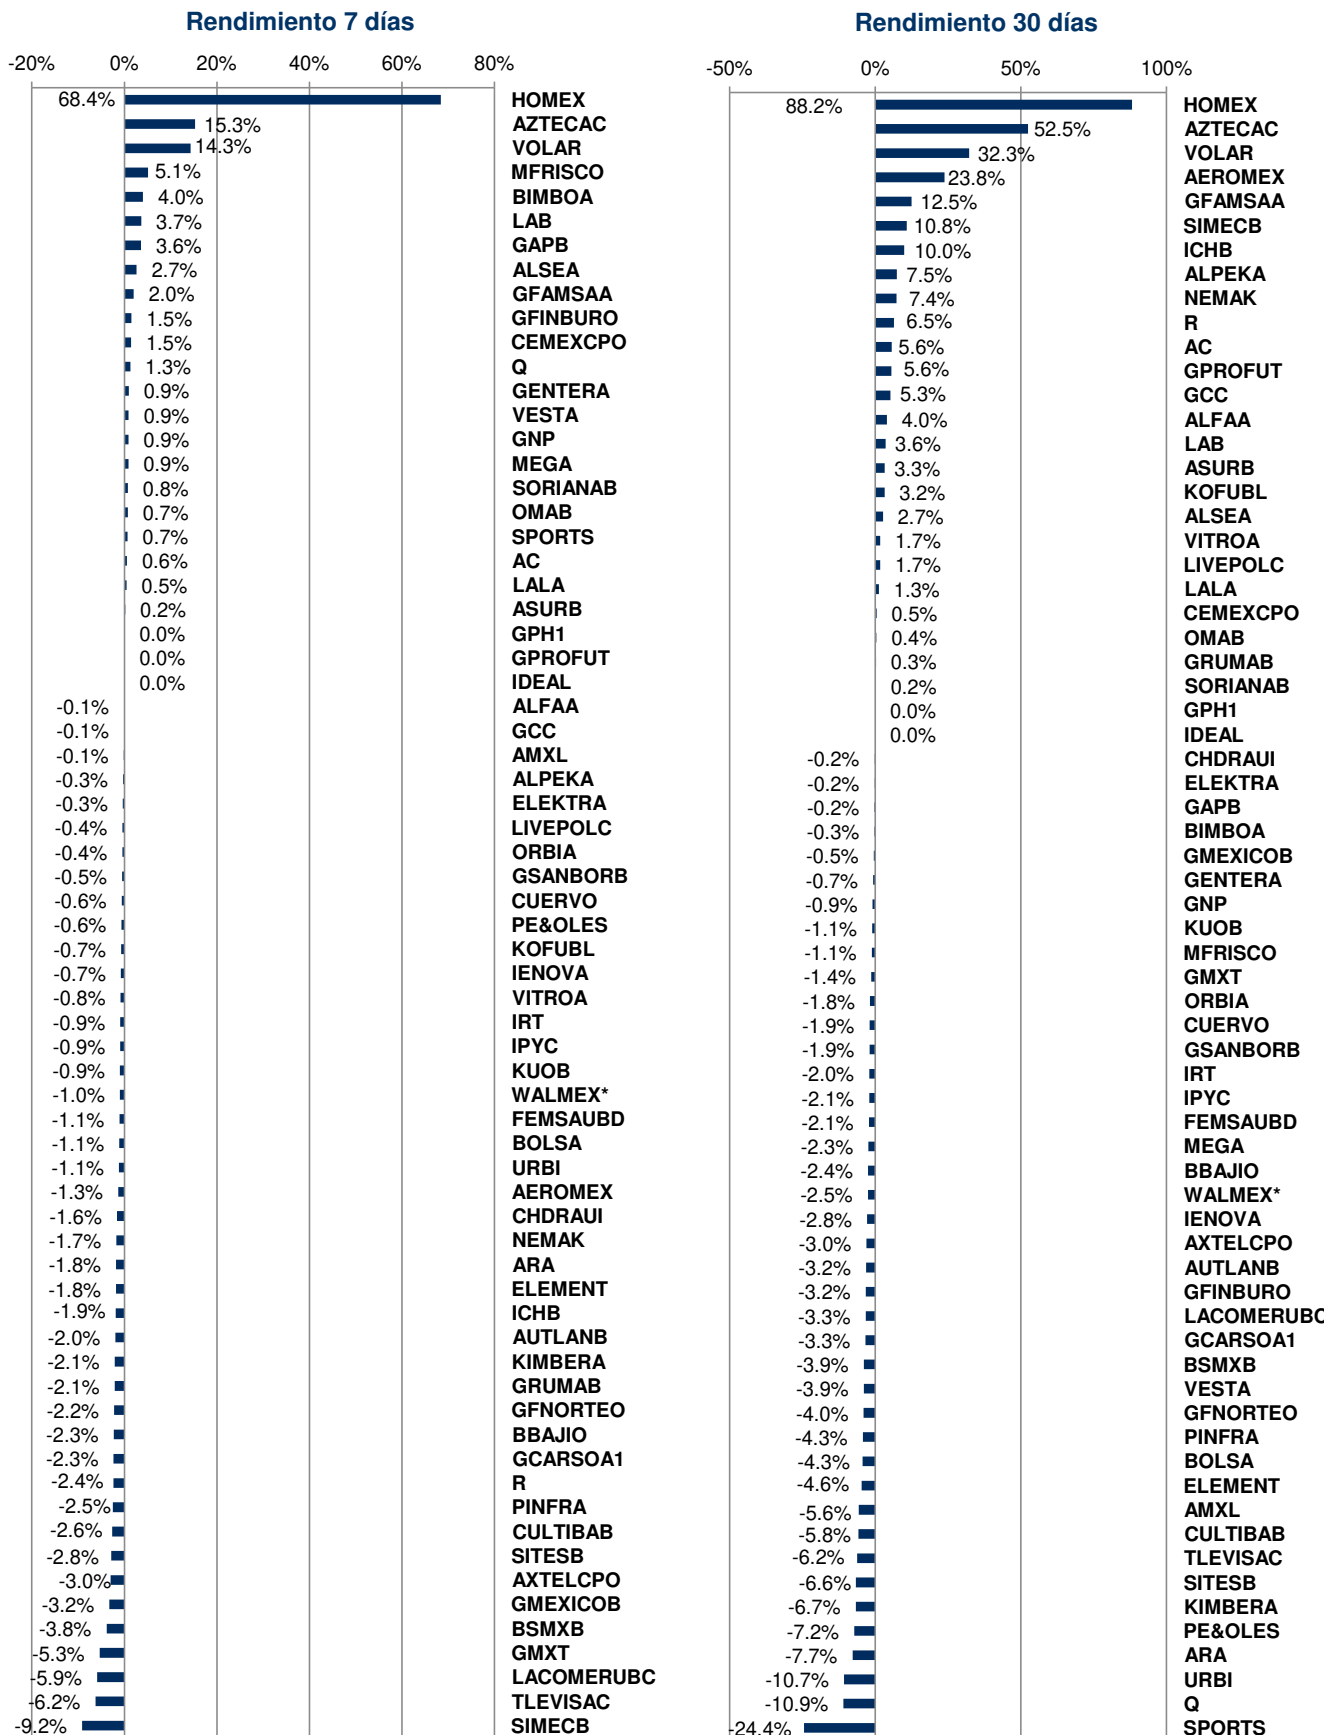 Rendimiento 7 días
-20% 0% 20% 40% 60% 80%
68.4% HOMEX
15.3% AZTECAC
14.3% VOLAR
5.1% MFRISCO
4.0% BIMBOA
3.7% LAB
3.6% GAPB
2.7% ALSEA
2.0% GFAMSAA
1.5% GFINBURO
1.5% CEMEXCPO
1.3% Q
0.9% GENTERA
0.9% VESTA
0.9% GNP
0.9% MEGA
0.8% SORIANAB
0.7% OMAB
0.7% SPORTS
0.6% AC
0.5% LALA
0.2% ASURB
0.0% GPH1
0.0% GPROFUT
0.0% IDEAL
-0.1% ALFAA
-0.1% GCC
-0.1% AMXL
-0.3% ALPEKA
-0.3% ELEKTRA
-0.4% LIVEPOLC
-0.4% ORBIA
-0.5% GSANBORB
-0.6% CUERVO
-0.6% PE&OLES
-0.7% KOFUBL
-0.7% IENOVA
-0.8% VITROA
-0.9% IRT
-0.9% IPYC
-0.9% KUOB
-1.0% WALMEX*
-1.1% FEMSAUBD
-1.1% BOLSA
-1.1% URBI
-1.3% AEROMEX
-1.6% CHDRAUI
-1.7% NEMAK
-1.8% ARA
-1.8% ELEMENT
-1.9% ICHB
-2.0% AUTLANB
-2.1% KIMBERA
-2.1% GRUMAB
-2.2% GFNORTEO
-2.3% BBAJIO
-2.3% GCARSOA1
-2.4% R
-2.5% PINFRA
-2.6% CULTIBAB
-2.8% SITESB
-3.0% AXTELCPO
-3.2% GMEXICOB
-3.8% BSMXB
-5.3% GMXT
-5.9% LACOMERUBC
-6.2% TLEVISAC
-9.2% SIMECB
Rendimiento 30 días
-50% 0% 50% 100%
88.2% HOMEX
52.5% AZTECAC
32.3% VOLAR
23.8% AEROMEX
12.5% GFAMSAA
10.8% SIMECB
10.0% ICHB
7.5% ALPEKA
7.4% NEMAK
6.5% R
5.6% AC
5.6% GPROFUT
5.3% GCC
4.0% ALFAA
3.6% LAB
3.3% ASURB
3.2% KOFUBL
2.7% ALSEA
1.7% VITROA
1.7% LIVEPOLC
1.3% LALA
0.5% CEMEXCPO
0.4% OMAB
0.3% GRUMAB
0.2% SORIANAB
0.0% GPH1
0.0% IDEAL
-0.2% CHDRAUI
-0.2% ELEKTRA
-0.2% GAPB
-0.3% BIMBOA
-0.5% GMEXICOB
-0.7% GENTERA
-0.9% GNP
-1.1% KUOB
-1.1% MFRISCO
-1.4% GMXT
-1.8% ORBIA
-1.9% CUERVO
-1.9% GSANBORB
-2.0% IRT
-2.1% IPYC
-2.1% FEMSAUBD
-2.3% MEGA
-2.4% BBAJIO
-2.5% WALMEX*
-2.8% IENOVA
-3.0% AXTELCPO
-3.2% AUTLANB
-3.2% GFINBURO
-3.3% LACOMERUBC
-3.3% GCARSOA1
-3.9% BSMXB
-3.9% VESTA
-4.0% GFNORTEO
-4.3% PINFRA
-4.3% BOLSA
-4.6% ELEMENT
-5.6% AMXL
-5.8% CULTIBAB
-6.2% TLEVISAC
-6.6% SITESB
-6.7% KIMBERA
-7.2% PE&OLES
-7.7% ARA
-10.7% URBI
-10.9% Q
-24.4% SPORTS